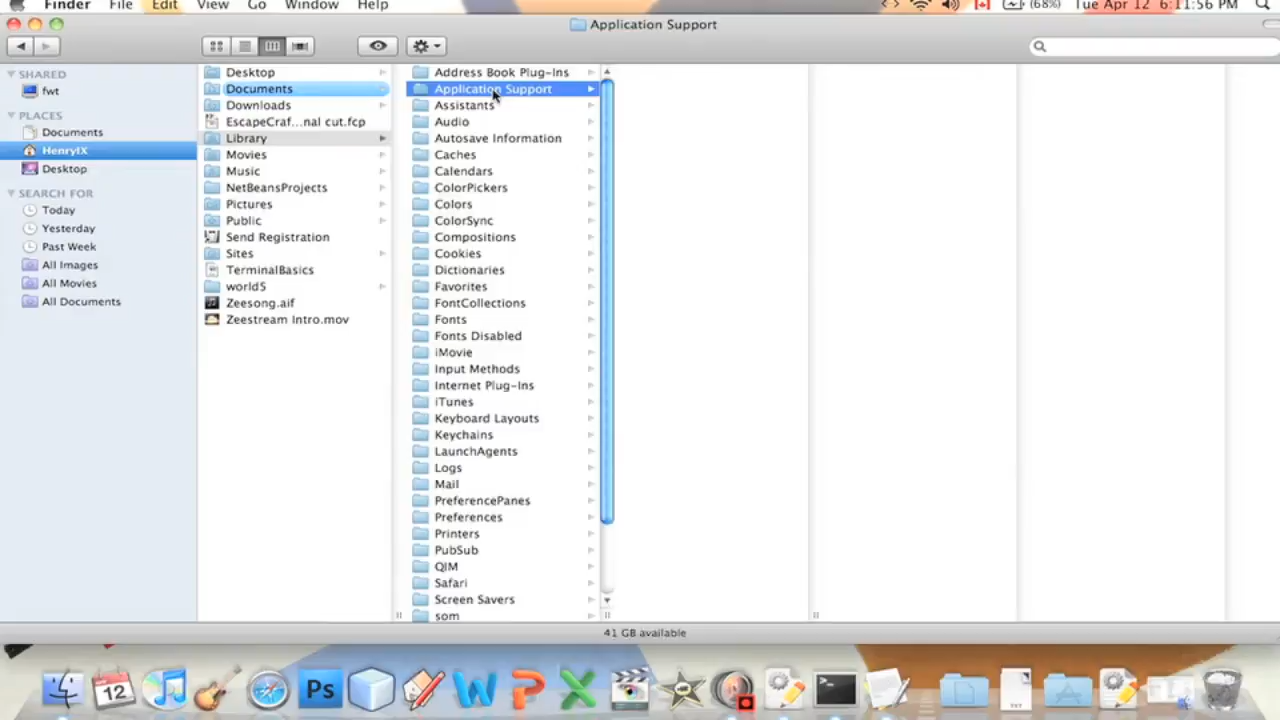 Finder File Edit View Go Window Help (68%) Tue Apr 12 6:11:56 PM
Application Support
SHARED
fwt
PLACES
Documents
HenryIX
Desktop
SEARCH FOR
Today
Yesterday
Past Week
All Images
All Movies
All Documents
Desktop
Documents
Downloads
EscapeCraf...nal cut.fcp
Library
Movies
Music
NetBeansProjects
Pictures
Public
Send Registration
Sites
TerminalBasics
world5
Zeesong.aif
Zeestream Intro.mov
Address Book Plug-Ins
Application Support
Assistants
Audio
Autosave Information
Caches
Calendars
ColorPickers
Colors
ColorSync
Compositions
Cookies
Dictionaries
Favorites
FontCollections
Fonts
Fonts Disabled
iMovie
Input Methods
Internet Plug-Ins
iTunes
Keyboard Layouts
Keychains
LaunchAgents
Logs
Mail
PreferencePanes
Preferences
Printers
PubSub
QIM
Safari
Screen Savers
som
41 GB available
12
Ps
W
P
X
TXT